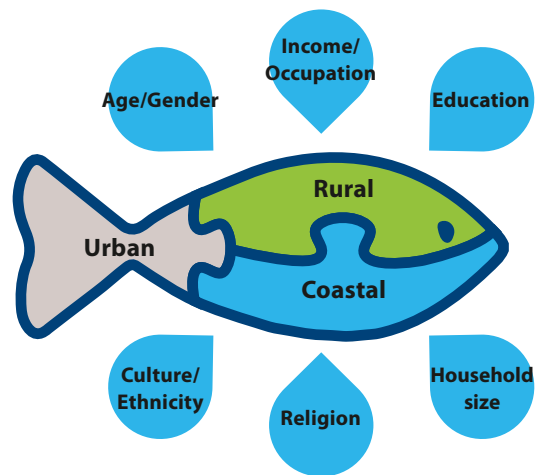 Income/
Occupation
Age/Gender
Education
Rural
Urban
Coastal
Culture/
Ethnicity
Religion
Household
size